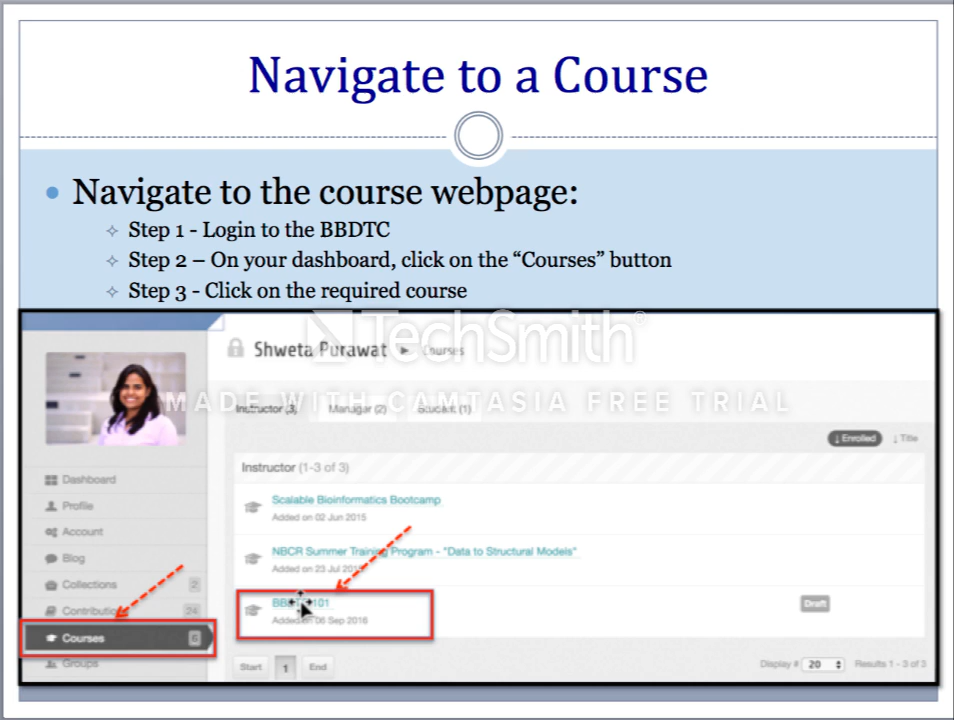 Navigate to a Course
Navigate to the course webpage:
Step 1 - Login to the BBDTC
Step 2 – On your dashboard, click on the “Courses” button
Step 3 - Click on the required course
TechSmith®
Shweta Purawat ▸ Courses
MADE WITH CAMTASIA FREE TRIAL
Instructor (3) Manager (2) Student (1)
↓ Enrolled ↓ Title
Instructor (1-3 of 3)
Scalable Bioinformatics Bootcamp
Added on 02 Jun 2015
NBCR Summer Training Program - "Data to Structural Models"
Added on 23 Jul 2015
101
Draft
Added on 06 Sep 2016
Start 1 End
Display # 20 Results 1 - 3 of 3
Dashboard
Profile
Account
Blog
Collections 2
24
Courses 6
Groups